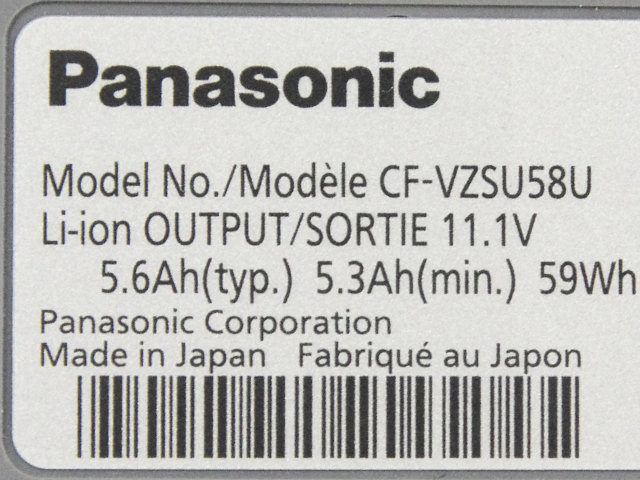 Panasonic
Model No./Modèle CF-VZSU58U
Li-ion OUTPUT/SORTIE 11.1V
5.6Ah(typ.) 5.3Ah(min.) 59Wh
Panasonic Corporation
Made in Japan Fabriqué au Japon